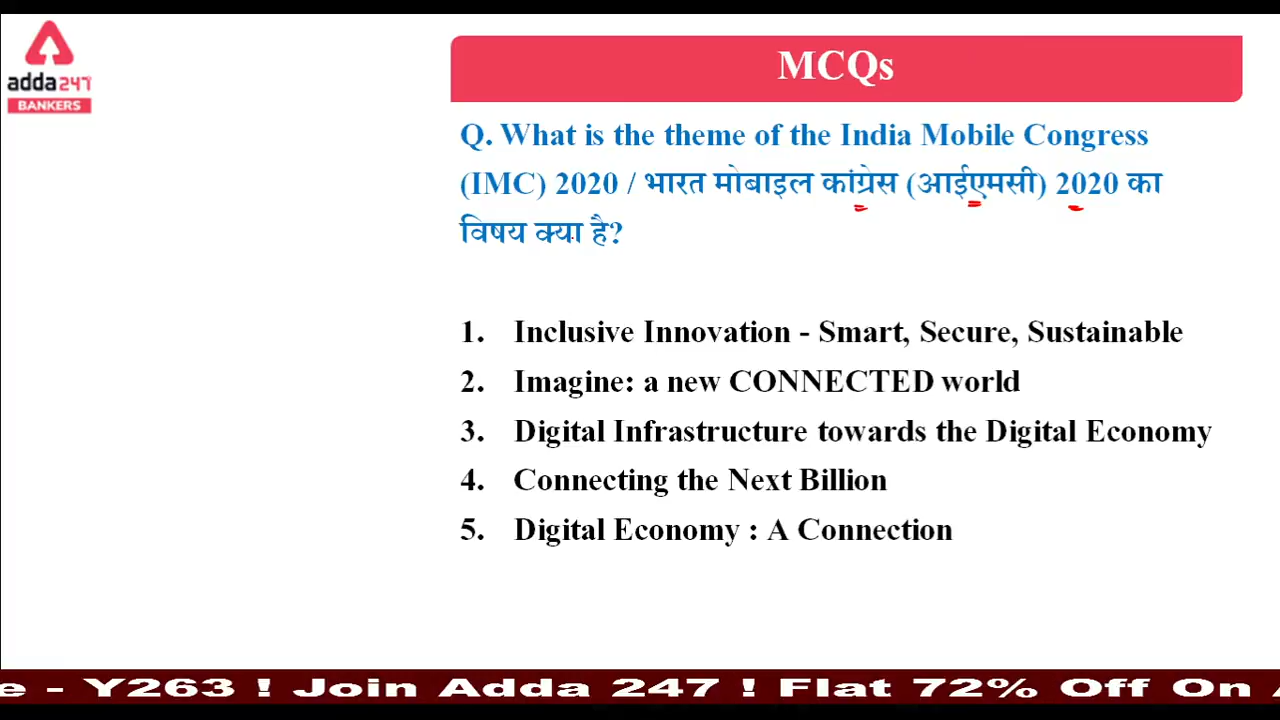 adda247
BANKERS
MCQs
Q. What is the theme of the India Mobile Congress
(IMC) 2020 / भारत मोबाइल कांग्रेस (आईएमसी) 2020 का
विषय क्या है?
1. Inclusive Innovation - Smart, Secure, Sustainable
2. Imagine: a new CONNECTED world
3. Digital Infrastructure towards the Digital Economy
4. Connecting the Next Billion
5. Digital Economy : A Connection
e - Y263 ! Join Adda 247 ! Flat 72% Off On A